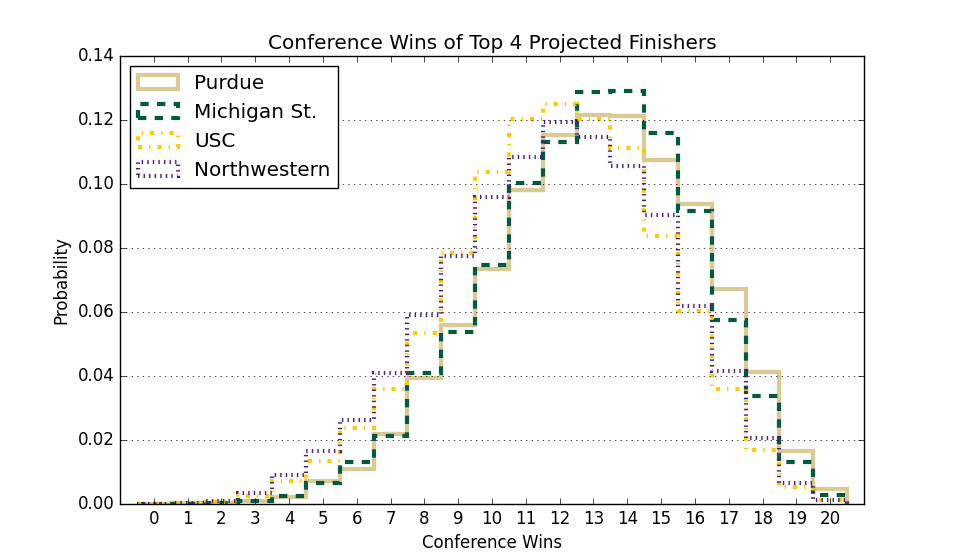 Conference Wins of Top 4 Projected Finishers
Purdue
Michigan St.
USC
Northwestern
Probability
0.14
0.12
0.10
0.08
0.06
0.04
0.02
0.00
0 1 2 3 4 5 6 7 8 9 10 11 12 13 14 15 16 17 18 19 20
Conference Wins